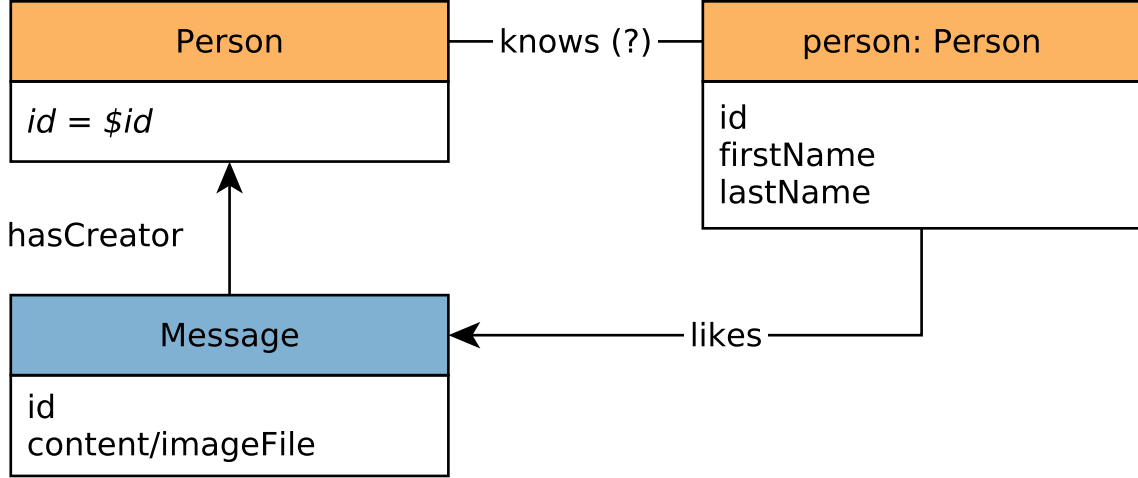 Person
knows (?)
person: Person
id = $id
id
firstName
lastName
hasCreator
Message
likes
id
content/imageFile